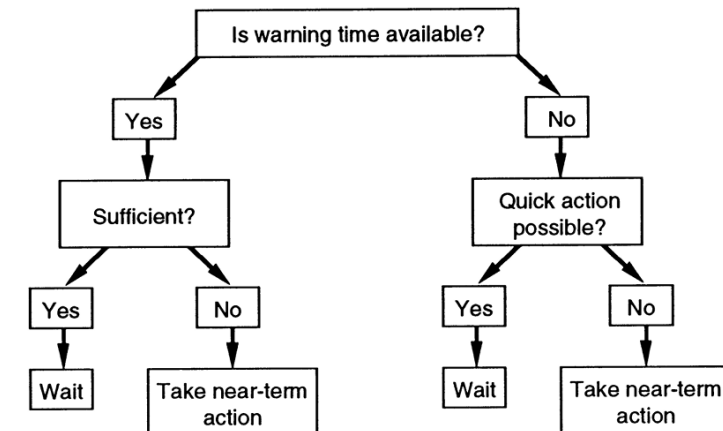 Is warning time available?
Yes
No
Sufficient?
Quick action
possible?
Yes
No
Yes
No
Wait
Take near-term
action
Wait
Take near-term
action